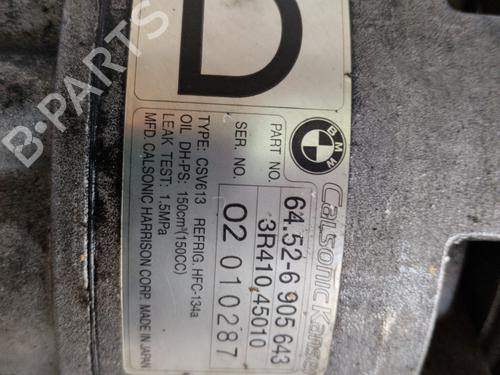 D
BMW
Calsonic Kansei
PART NO. 64.52-6 905 643
3R410 45010
SER. NO. 02 010287
TYPE: CSV613 REFRIG. HFC-134a
OIL DH-PS: 150cm³(150CC)
LEAK TEST: 1.5MPa
MFD. CALSONIC HARRISON CORP. MADE IN JAPAN
B-PARTS